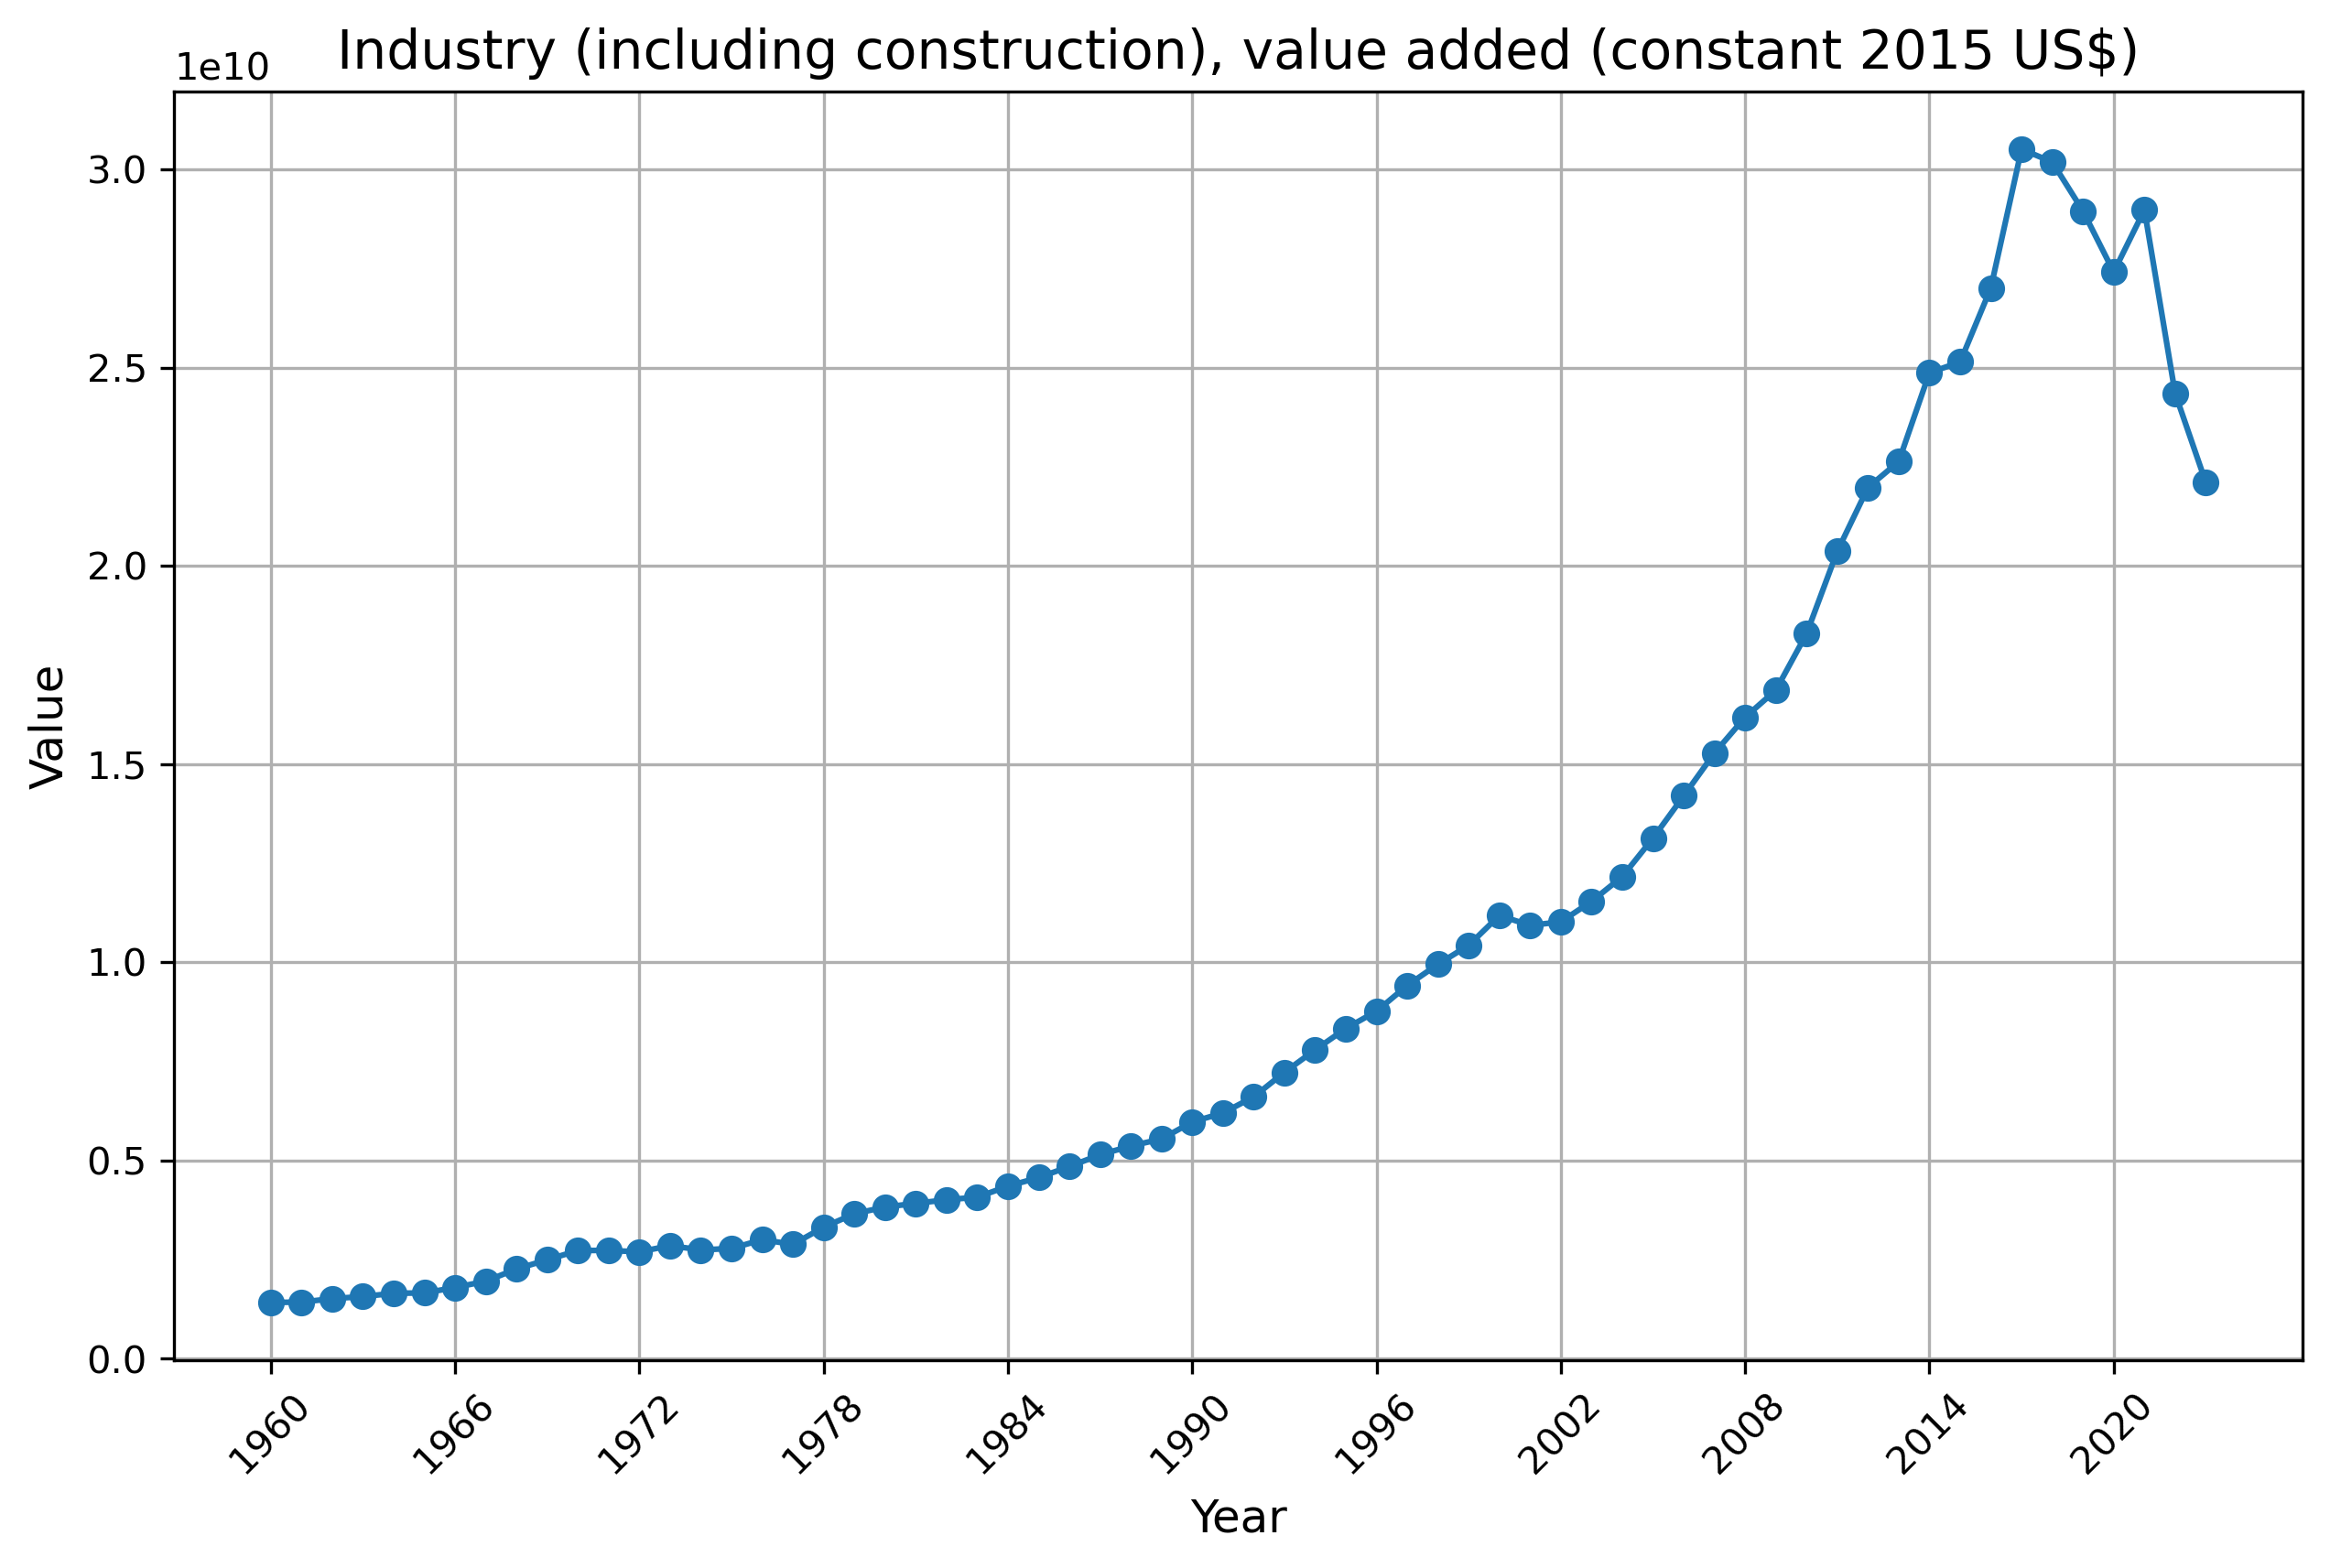 Industry (including construction), value added (constant 2015 US$)
1e10
3.0
2.5
2.0
1.5
1.0
0.5
0.0
Value
1960 1966 1972 1978 1984 1990 1996 2002 2008 2014 2020
Year